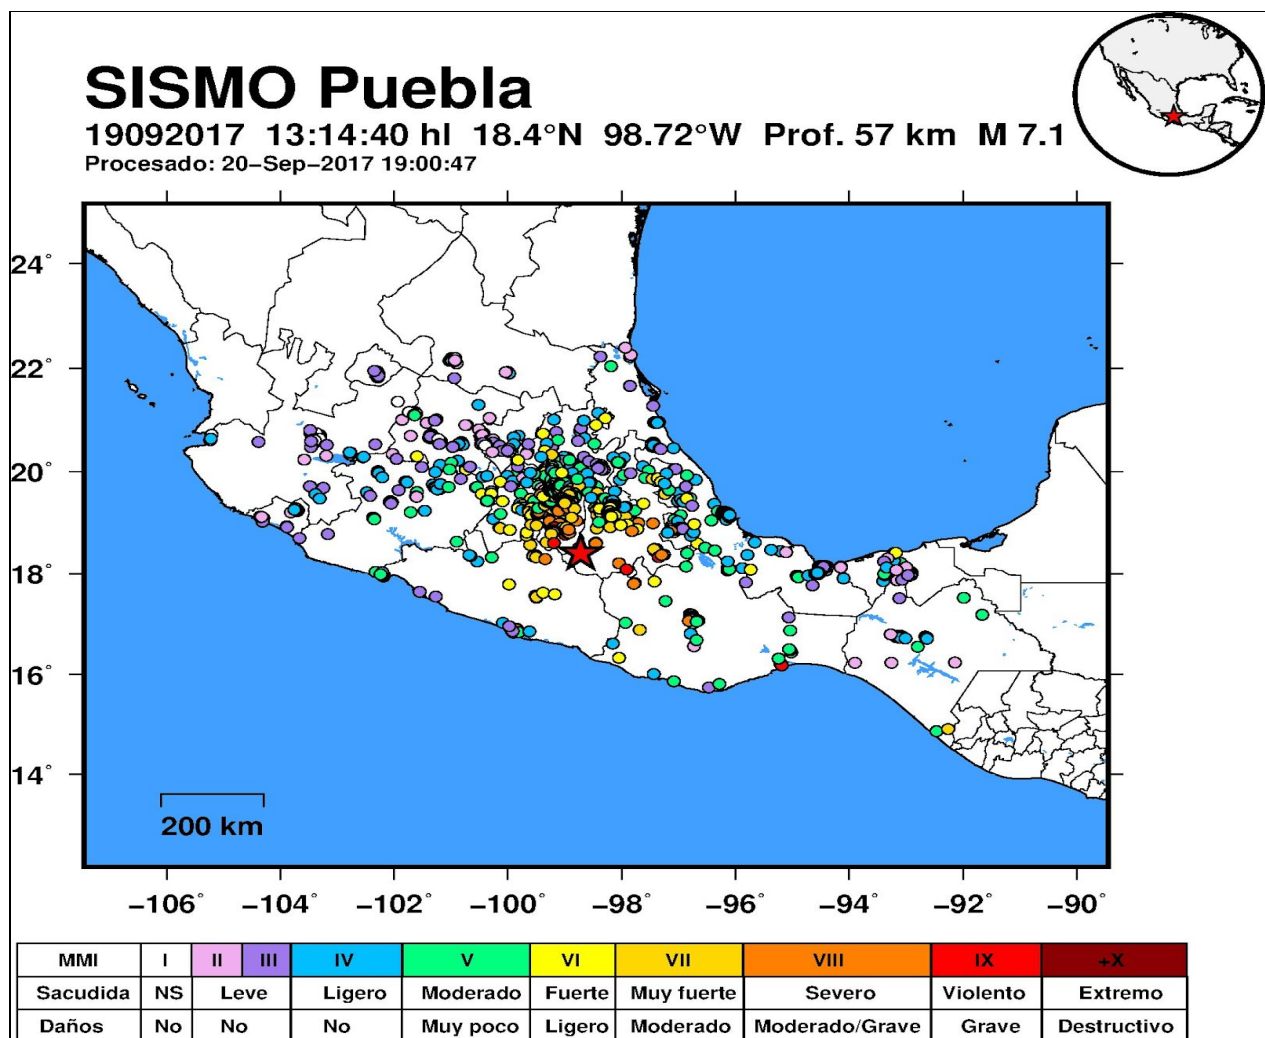 SISMO Puebla
19092017 13:14:40 hl 18.4°N 98.72°W Prof. 57 km M 7.1
Procesado: 20-Sep-2017 19:00:47
24°
22°
20°
18°
16°
14°
200 km
-106° -104° -102° -100° -98° -96° -94° -92° -90°
MMI I II III IV V VI VII VIII IX +X
Sacudida NS Leve Ligero Moderado Fuerte Muy fuerte Severo Violento Extremo
Daños No No No Muy poco Ligero Moderado Moderado/Grave Grave Destructivo